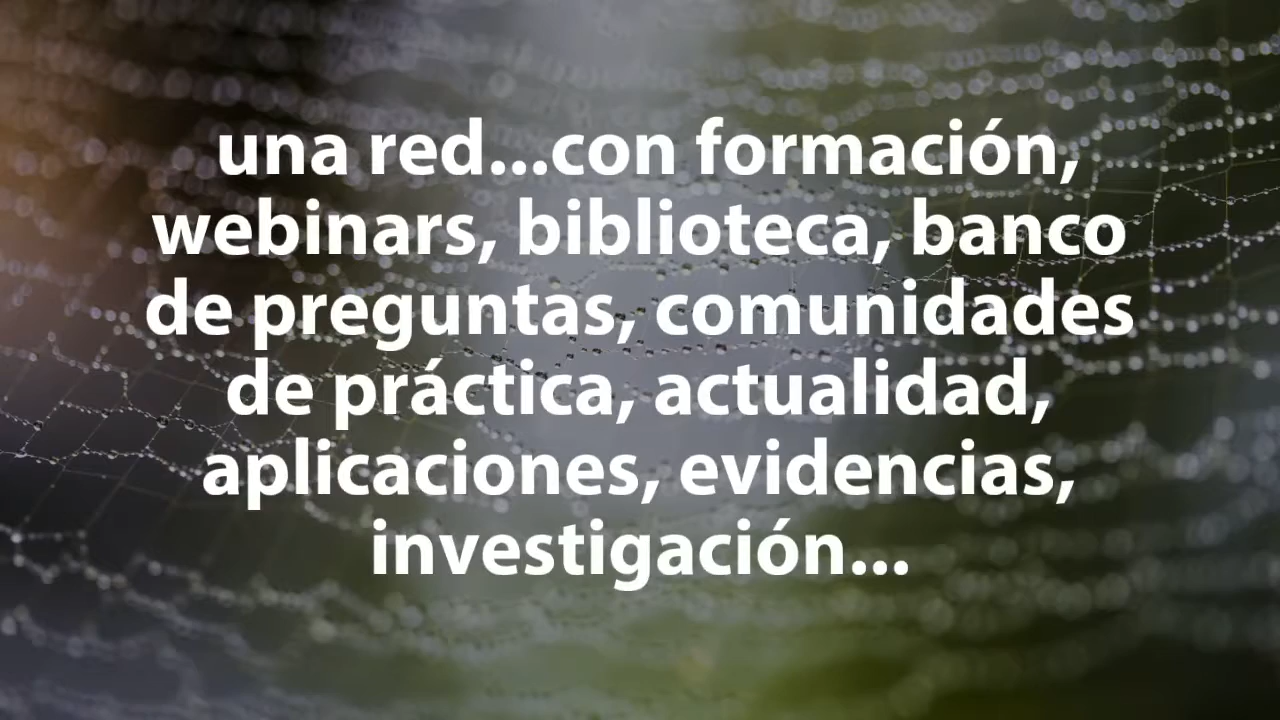 una red...con formación,
webinars, biblioteca, banco
de preguntas, comunidades
de práctica, actualidad,
aplicaciones, evidencias,
investigación...